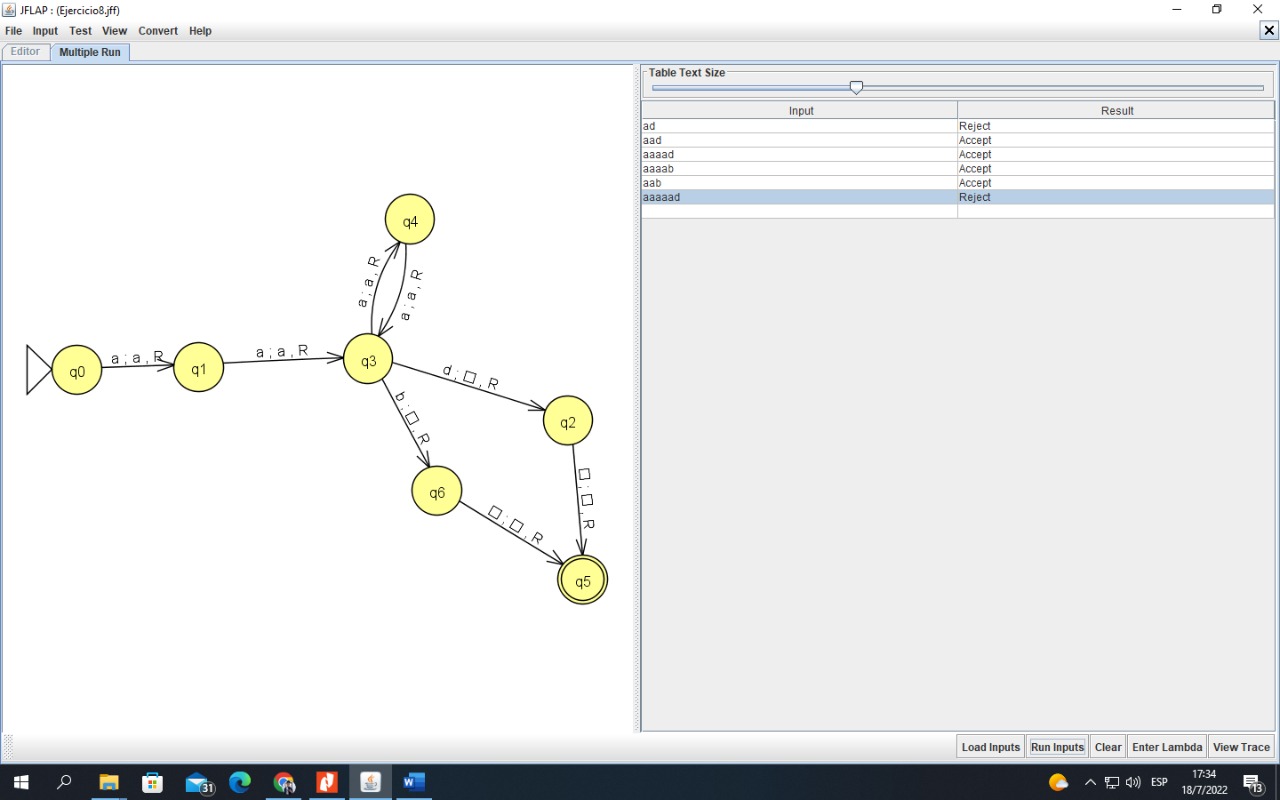 JFLAP : (Ejercicio8.jff)
File Input Test View Convert Help
Editor Multiple Run
Table Text Size
Input Result
ad Reject
aad Accept
aaaad Accept
aaaab Accept
aab Accept
aaaaad Reject
q4
a ; a , R
a ; a , R
q0
a ; a , R
q1
a ; a , R
q3
d ; □ , R
q2
b ; □ , R
q6
□ ; □ , R
□ ; □ , R
q5
Load Inputs Run Inputs Clear Enter Lambda View Trace
31
W
ESP
17:34
18/7/2022
13